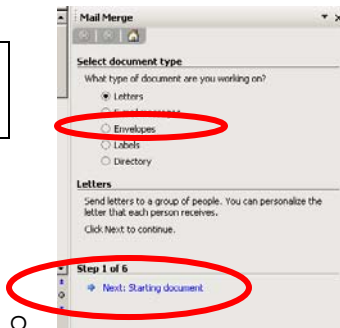 Mail Merge
Select document type
What type of document are you working on?
Letters
E-mail messages
Envelopes
Labels
Directory
Letters
Send letters to a group of people. You can personalize the
letter that each person receives.
Click Next to continue.
Step 1 of 6
Next: Starting document